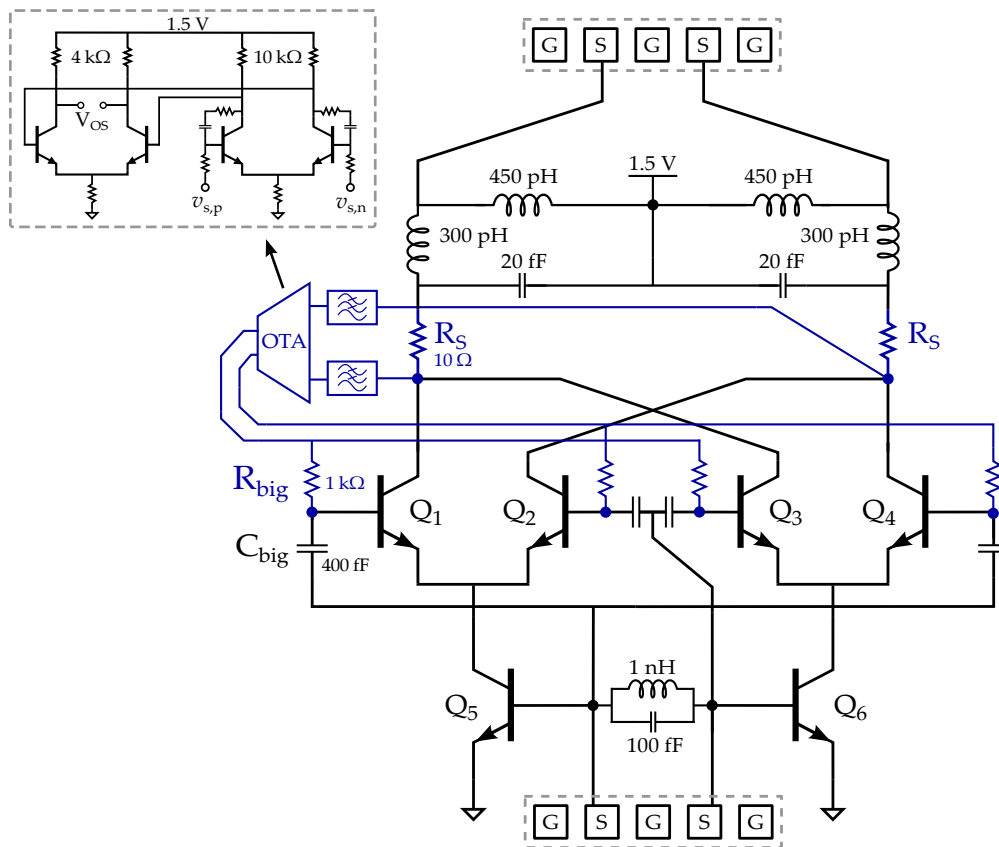 G S G S G
1.5 V
4 kΩ
10 kΩ
V_OS
v_s,p
v_s,n
1.5 V
450 pH
450 pH
300 pH
300 pH
20 fF
20 fF
OTA
R_S
10 Ω
R_S
R_big
1 kΩ
Q_1
Q_2
Q_3
Q_4
C_big
400 fF
1 nH
Q_5
Q_6
100 fF
G S G S G